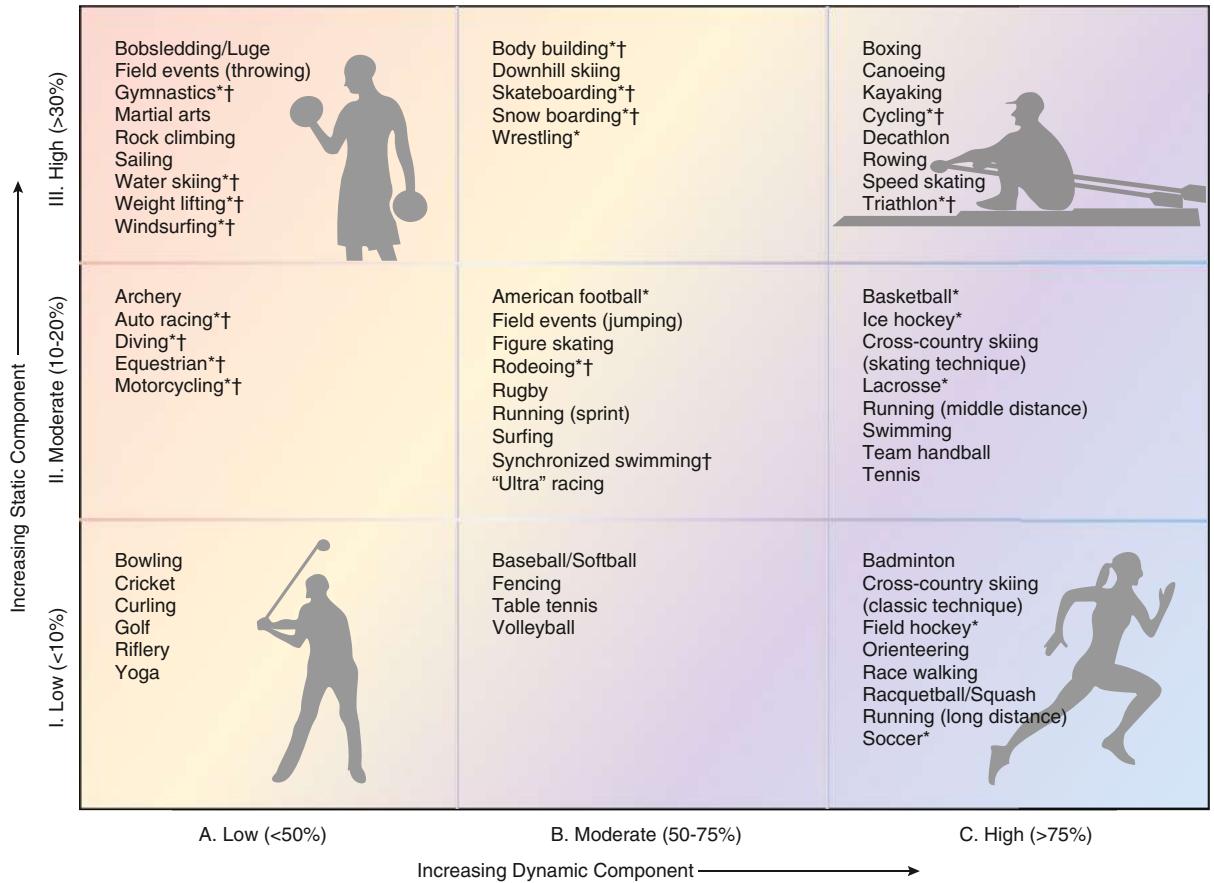 Increasing Static Component
III. High (>30%)
Bobsledding/Luge
Field events (throwing)
Gymnastics*†
Martial arts
Rock climbing
Sailing
Water skiing*†
Weight lifting*†
Windsurfing*†
Body building*†
Downhill skiing
Skateboarding*†
Snow boarding*†
Wrestling*
Boxing
Canoeing
Kayaking
Cycling*†
Decathlon
Rowing
Speed skating
Triathlon*†
II. Moderate (10-20%)
Archery
Auto racing*†
Diving*†
Equestrian*†
Motorcycling*†
American football*
Field events (jumping)
Figure skating
Rodeoing*†
Rugby
Running (sprint)
Surfing
Synchronized swimming†
“Ultra” racing
Basketball*
Ice hockey*
Cross-country skiing
(skating technique)
Lacrosse*
Running (middle distance)
Swimming
Team handball
Tennis
I. Low (<10%)
Bowling
Cricket
Curling
Golf
Riflery
Yoga
Baseball/Softball
Fencing
Table tennis
Volleyball
Badminton
Cross-country skiing
(classic technique)
Field hockey*
Orienteering
Race walking
Racquetball/Squash
Running (long distance)
Soccer*
A. Low (<50%)
B. Moderate (50-75%)
C. High (>75%)
Increasing Dynamic Component